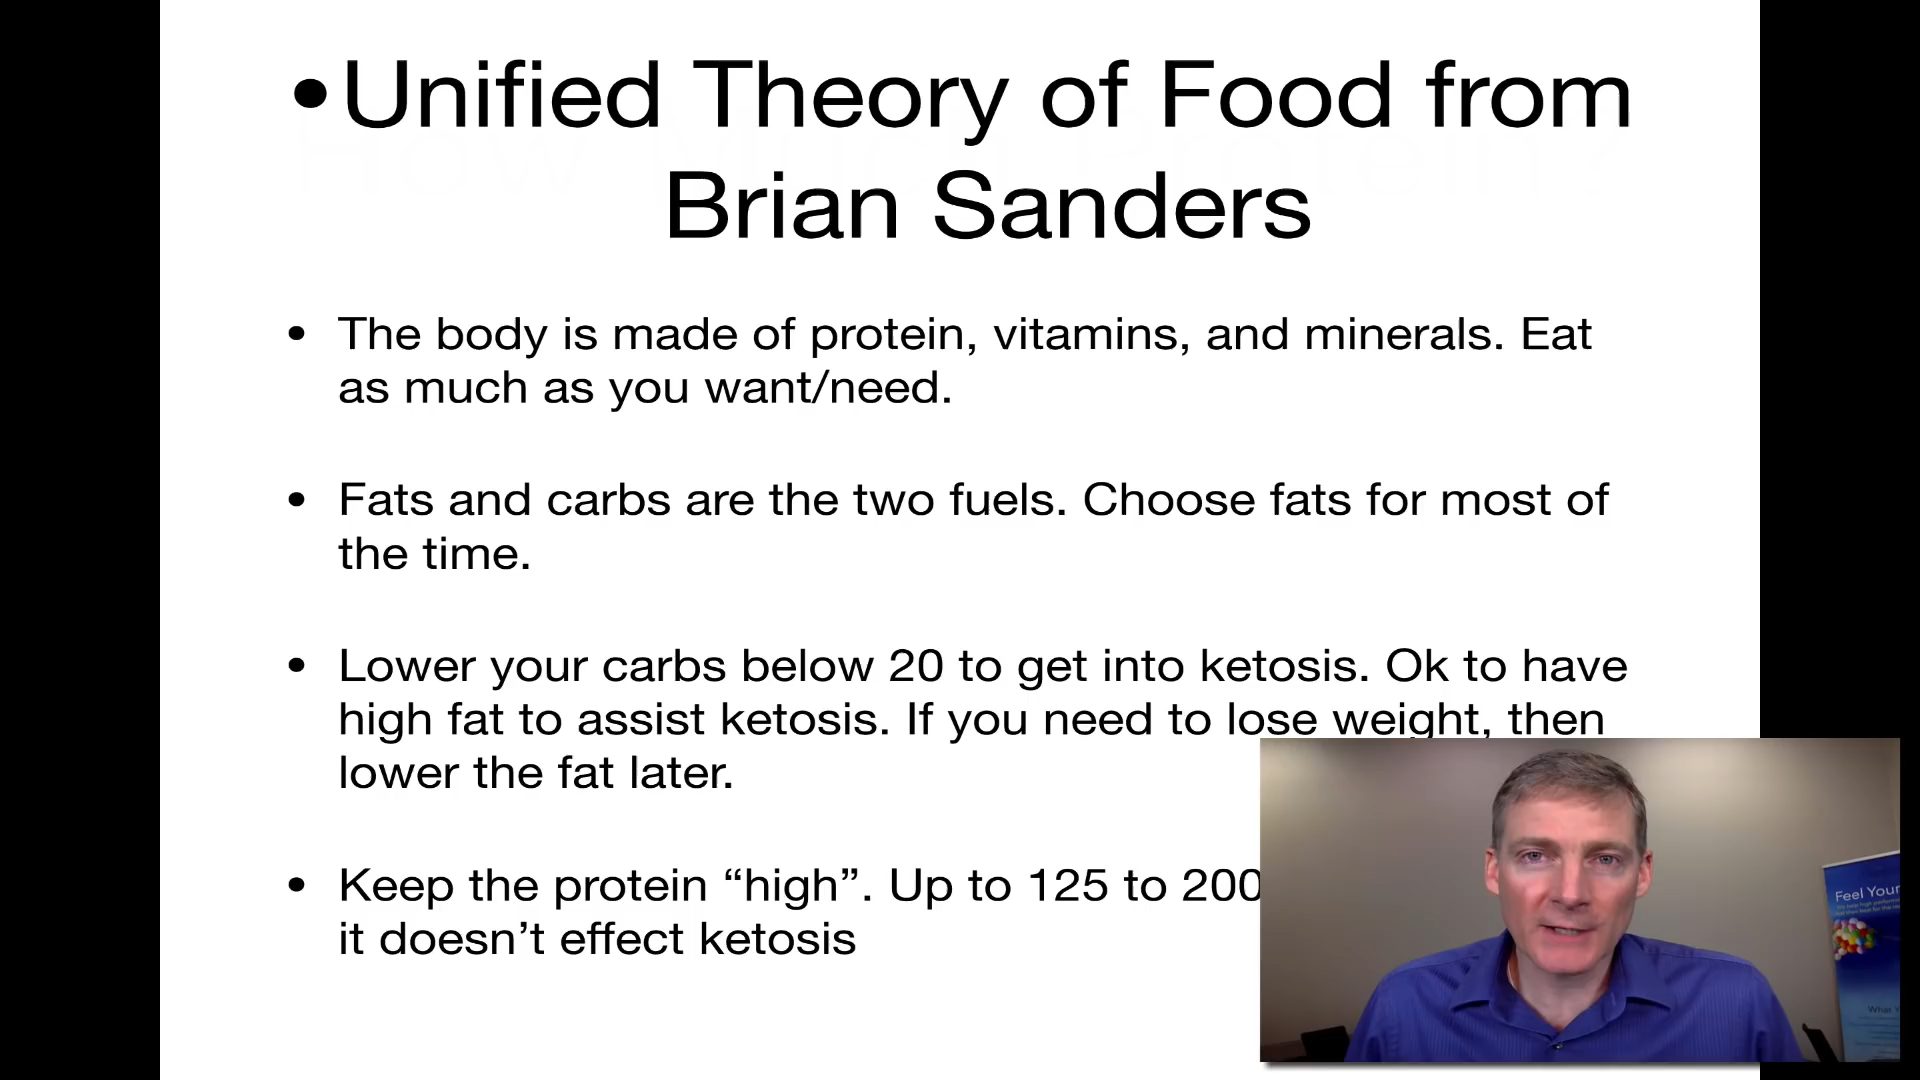 •Unified Theory of Food from
Brian Sanders
• The body is made of protein, vitamins, and minerals. Eat
as much as you want/need.
• Fats and carbs are the two fuels. Choose fats for most of
the time.
• Lower your carbs below 20 to get into ketosis. Ok to have
high fat to assist ketosis. If you need to lose weight, then
lower the fat later.
• Keep the protein “high”. Up to 125 to 200
it doesn’t effect ketosis
Feel Your
What